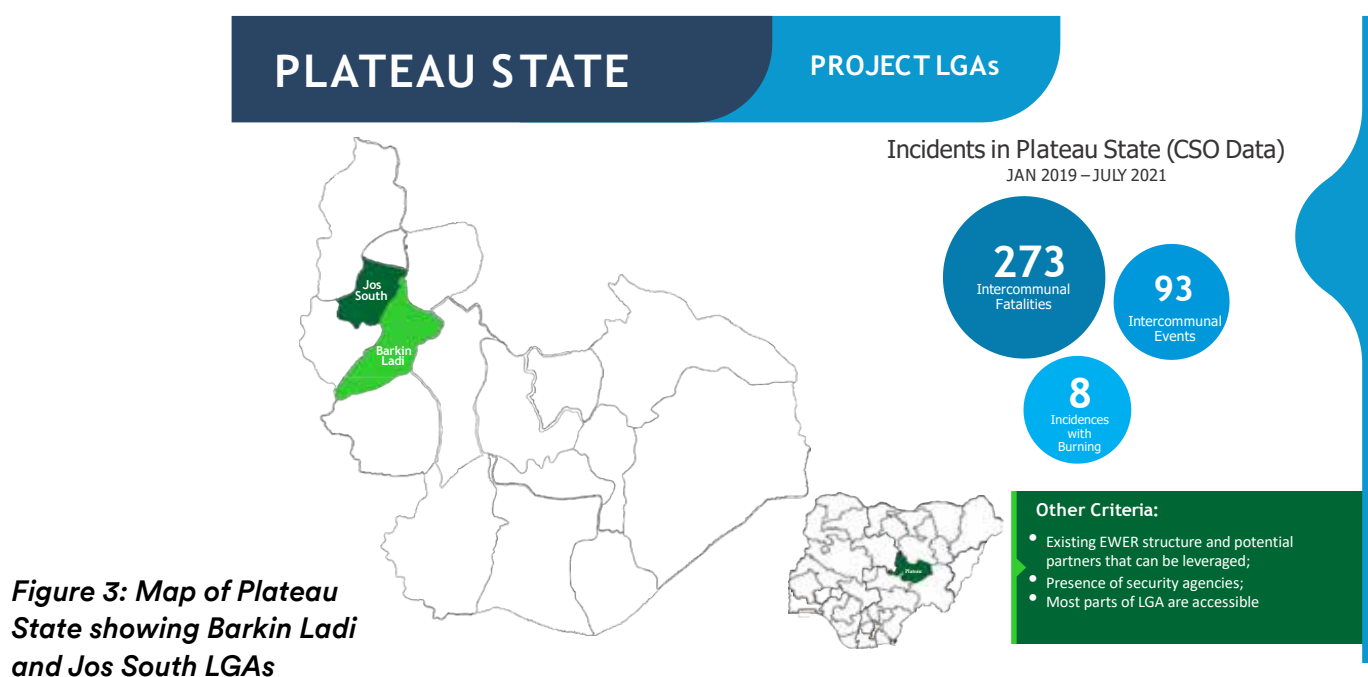 PLATEAU STATE
PROJECT LGAs
Incidents in Plateau State (CSO Data)
JAN 2019 – JULY 2021
273
Intercommunal
Fatalities
93
Intercommunal
Events
8
Incidences
with
Burning
Jos
South
Barkin
Ladi
Plateau
Other Criteria:
• Existing EWER structure and potential
partners that can be leveraged;
• Presence of security agencies;
• Most parts of LGA are accessible
Figure 3: Map of Plateau
State showing Barkin Ladi
and Jos South LGAs